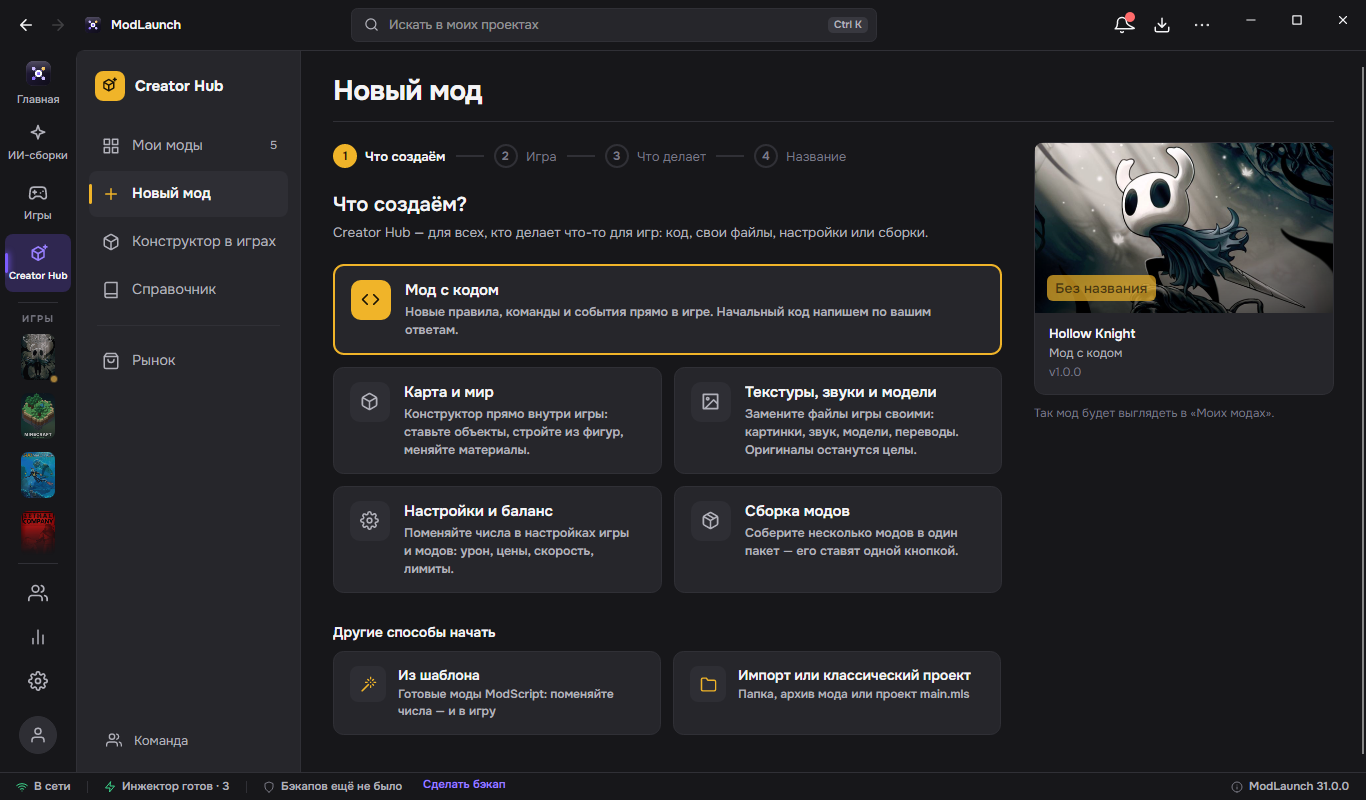 ModLaunch
Искать в моих проектах
Ctrl K
Главная
ИИ-сборки
Игры
Creator Hub
ИГРЫ
MINECRAFT
LETHAL
COMPANY
Creator Hub
Мои моды 5
Новый мод
Конструктор в играх
Справочник
Рынок
Команда
Новый мод
1 Что создаём 2 Игра 3 Что делает 4 Название
Что создаём?
Creator Hub — для всех, кто делает что-то для игр: код, свои файлы, настройки или сборки.
Мод с кодом
Новые правила, команды и события прямо в игре. Начальный код напишем по вашим
ответам.
Карта и мир
Конструктор прямо внутри игры:
ставьте объекты, стройте из фигур,
меняйте материалы.
Текстуры, звуки и модели
Замените файлы игры своими:
картинки, звук, модели, переводы.
Оригиналы останутся целы.
Настройки и баланс
Поменяйте числа в настройках игры
и модов: урон, цены, скорость,
лимиты.
Сборка модов
Соберите несколько модов в один
пакет — его ставят одной кнопкой.
Другие способы начать
Из шаблона
Готовые моды ModScript: поменяйте
числа — и в игру
Импорт или классический проект
Папка, архив мода или проект main.mls
Без названия
Hollow Knight
Мод с кодом
v1.0.0
Так мод будет выглядеть в «Моих модах».
В сети
Инжектор готов · 3
Бэкапов ещё не было
Сделать бэкап
ModLaunch 31.0.0